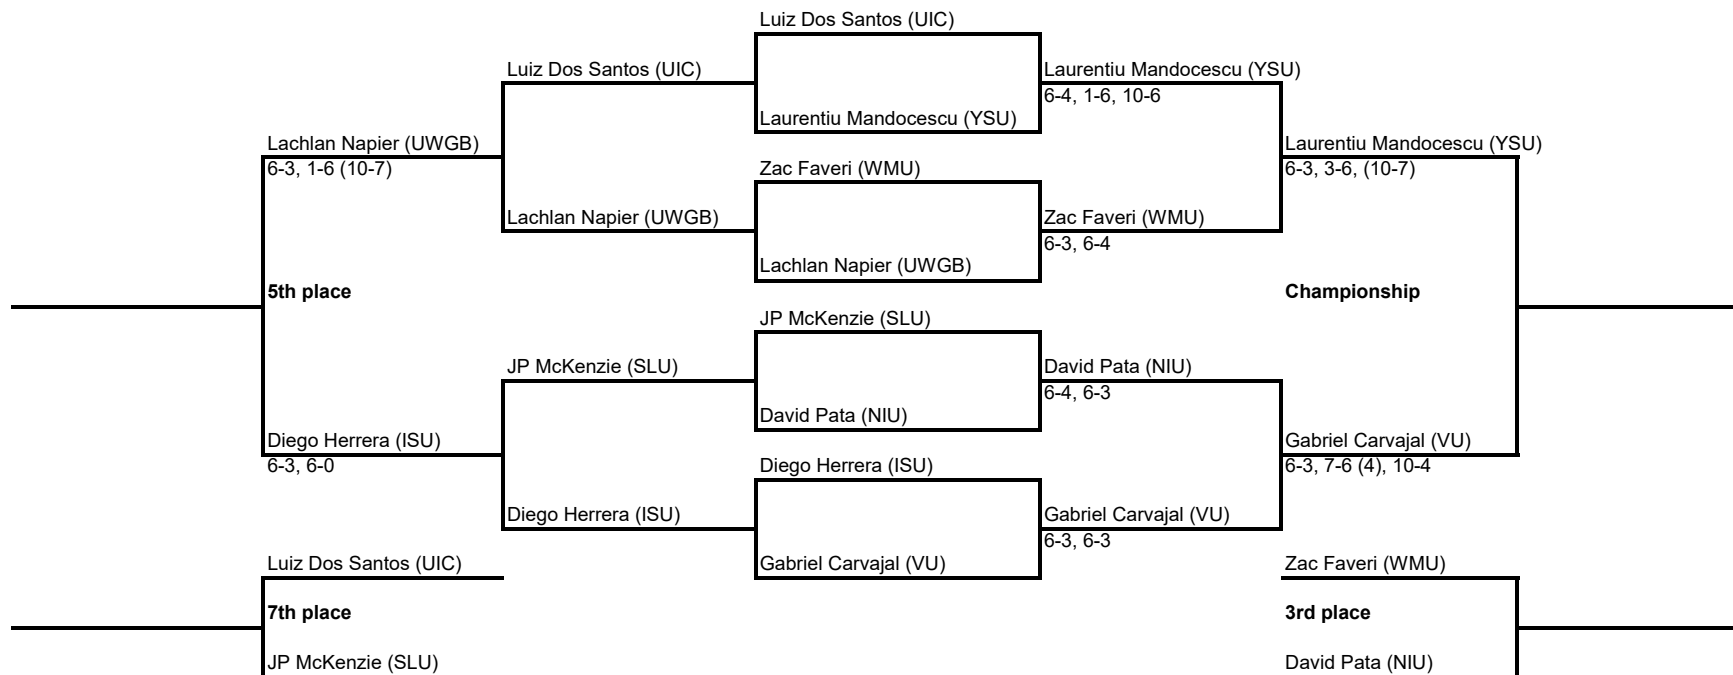 Luiz Dos Santos (UIC)
Luiz Dos Santos (UIC)
Laurentiu Mandocescu (YSU)
6-4, 1-6, 10-6
Laurentiu Mandocescu (YSU)
Lachlan Napier (UWGB)
Laurentiu Mandocescu (YSU)
6-3, 1-6 (10-7)
Zac Faveri (WMU)
6-3, 3-6, (10-7)
Lachlan Napier (UWGB)
Zac Faveri (WMU)
6-3, 6-4
Lachlan Napier (UWGB)
5th place
Championship
JP McKenzie (SLU)
JP McKenzie (SLU)
David Pata (NIU)
6-4, 6-3
David Pata (NIU)
Diego Herrera (ISU)
Gabriel Carvajal (VU)
6-3, 6-0
Diego Herrera (ISU)
6-3, 7-6 (4), 10-4
Diego Herrera (ISU)
Gabriel Carvajal (VU)
6-3, 6-3
Luiz Dos Santos (UIC)
Gabriel Carvajal (VU)
Zac Faveri (WMU)
7th place
3rd place
JP McKenzie (SLU)
David Pata (NIU)